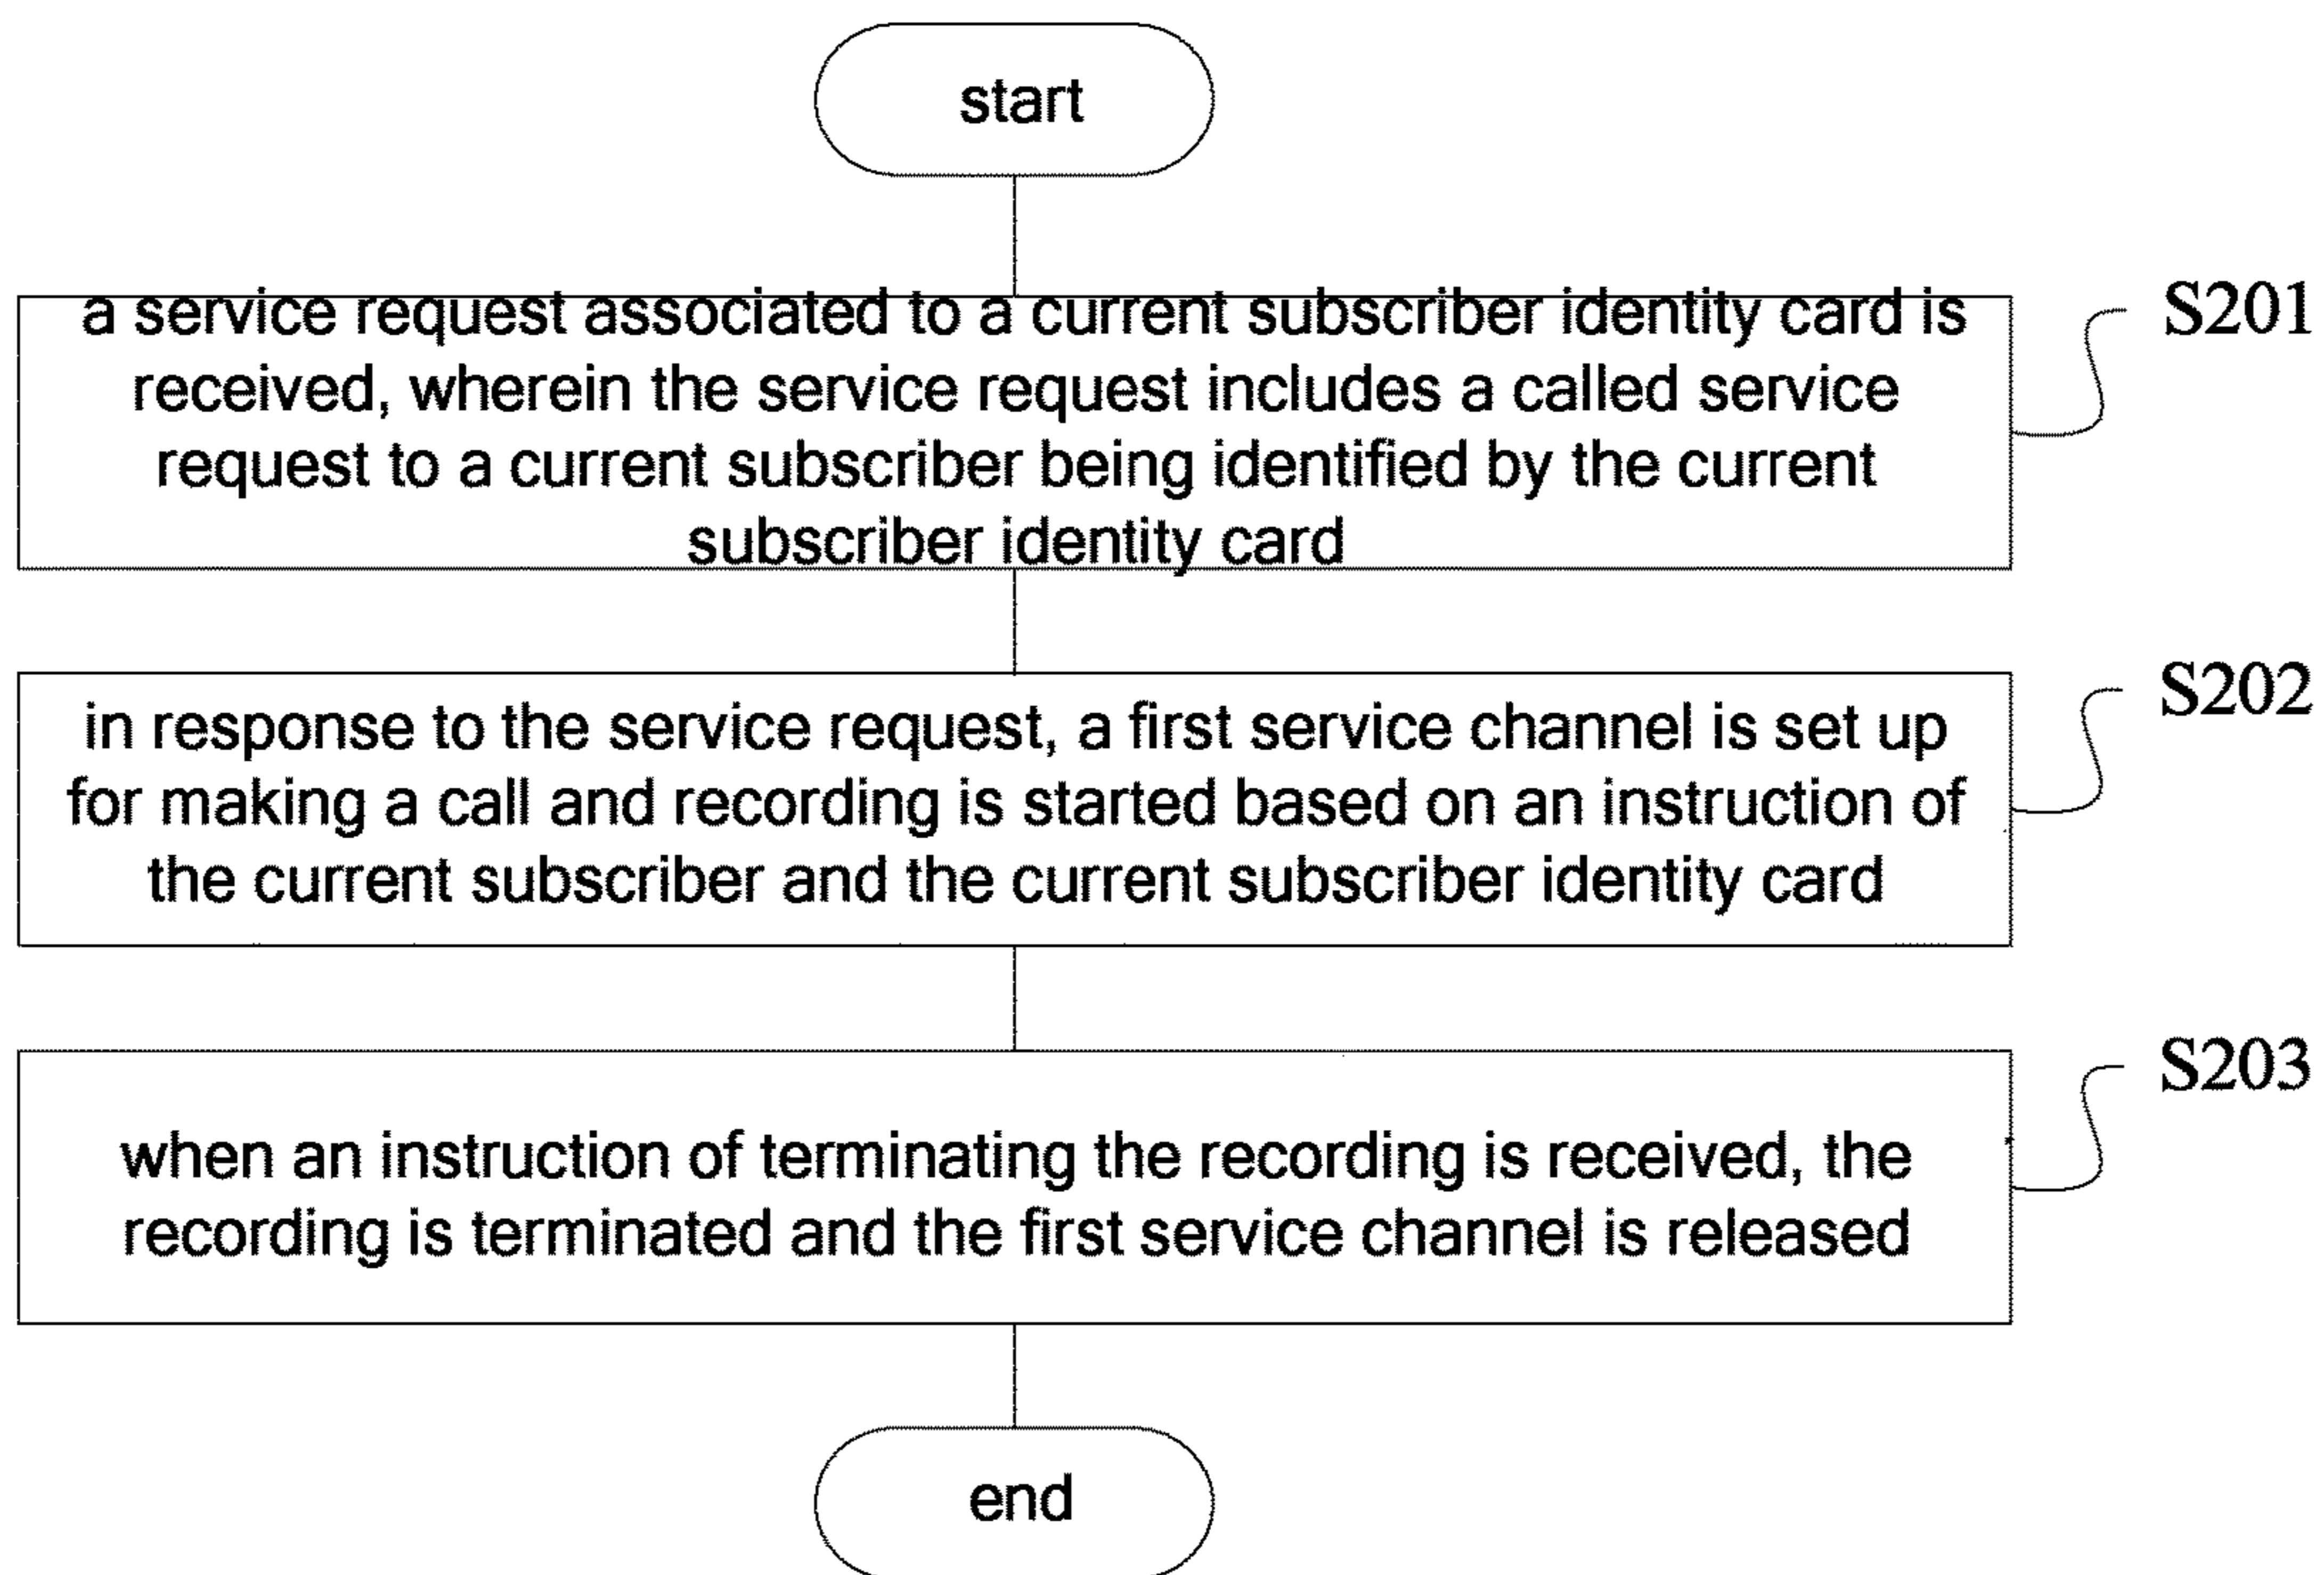 start
a service request associated to a current subscriber identity card is
received, wherein the service request includes a called service
request to a current subscriber being identified by the current
subscriber identity card
S201
in response to the service request, a first service channel is set up
for making a call and recording is started based on an instruction of
the current subscriber and the current subscriber identity card
S202
when an instruction of terminating the recording is received, the
recording is terminated and the first service channel is released
S203
end